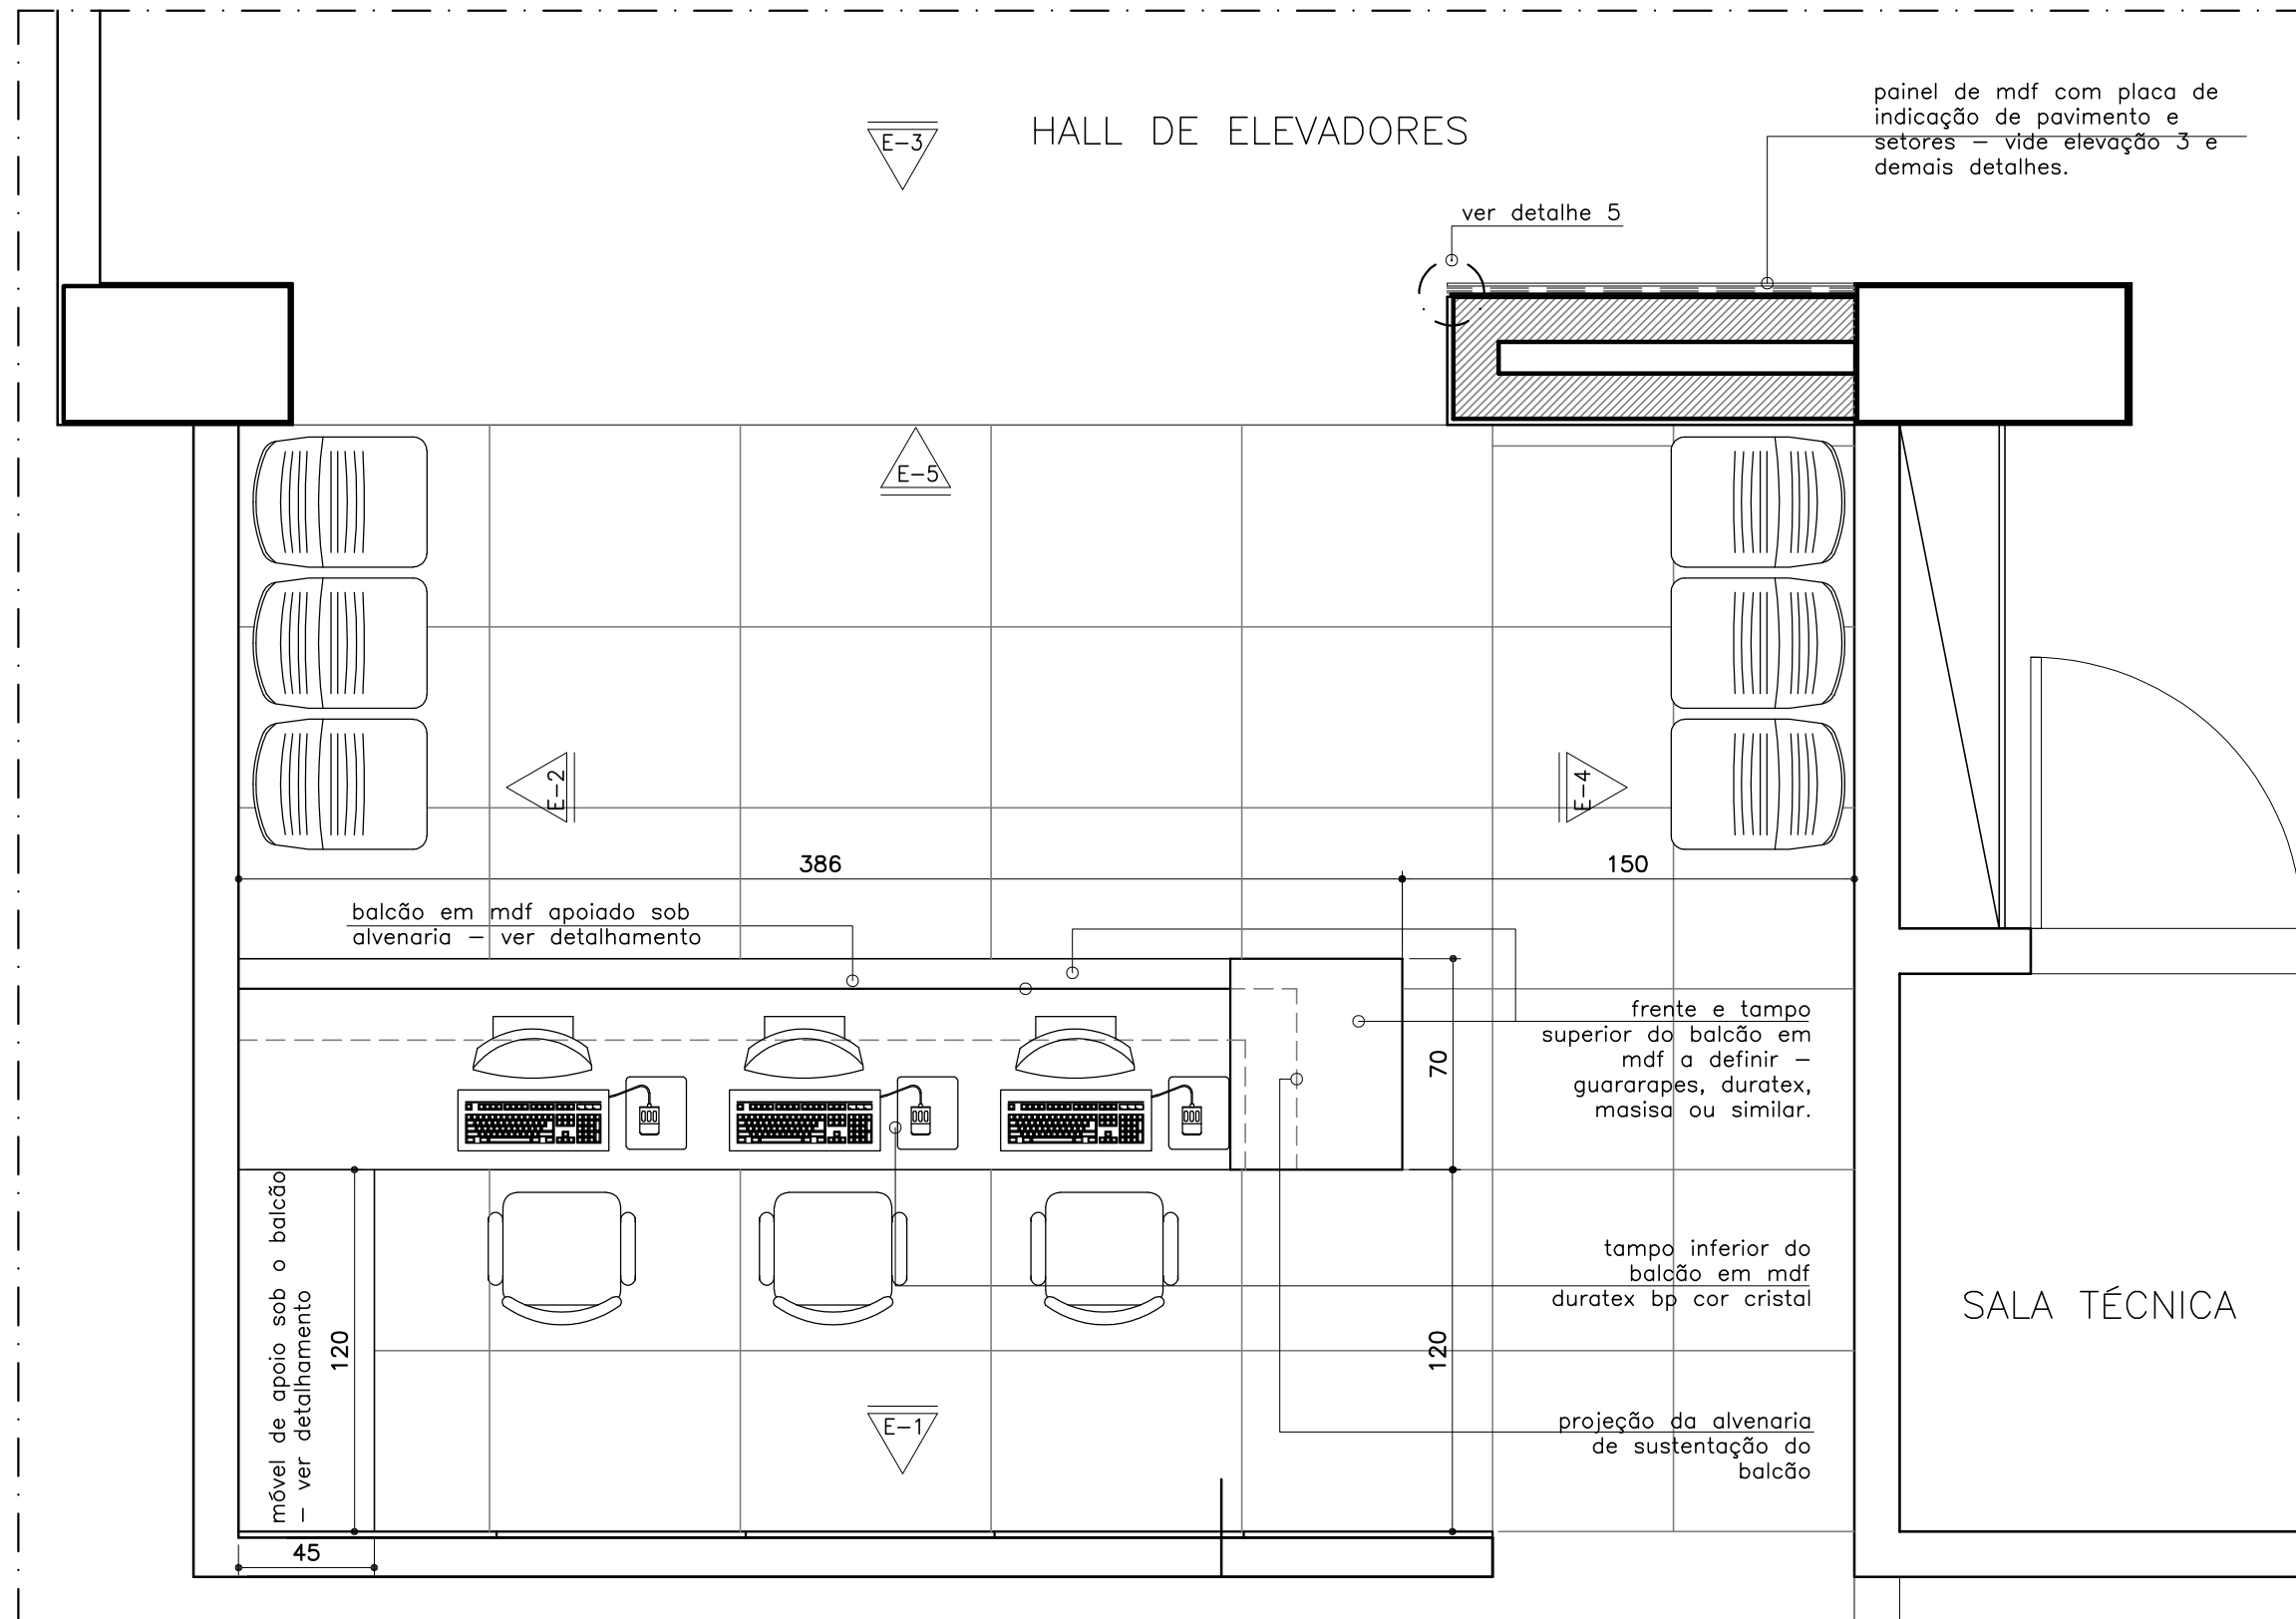 painel de mdf com placa de
indicação de pavimento e
setores – vide elevação 3 e
demais detalhes.
E-3
HALL DE ELEVADORES
ver detalhe 5
E-5
E-2
E-4
386
150
balcão em mdf apoiado sob
alvenaria – ver detalhamento
frente e tampo
superior do balcão em
mdf a definir –
guararapes, duratex,
masisa ou similar.
70
móvel de apoio sob o balcão
– ver detalhamento
120
tampo inferior do
balcão em mdf
duratex bp cor cristal
SALA TÉCNICA
120
E-1
projeção da alvenaria
de sustentação do
balcão
45